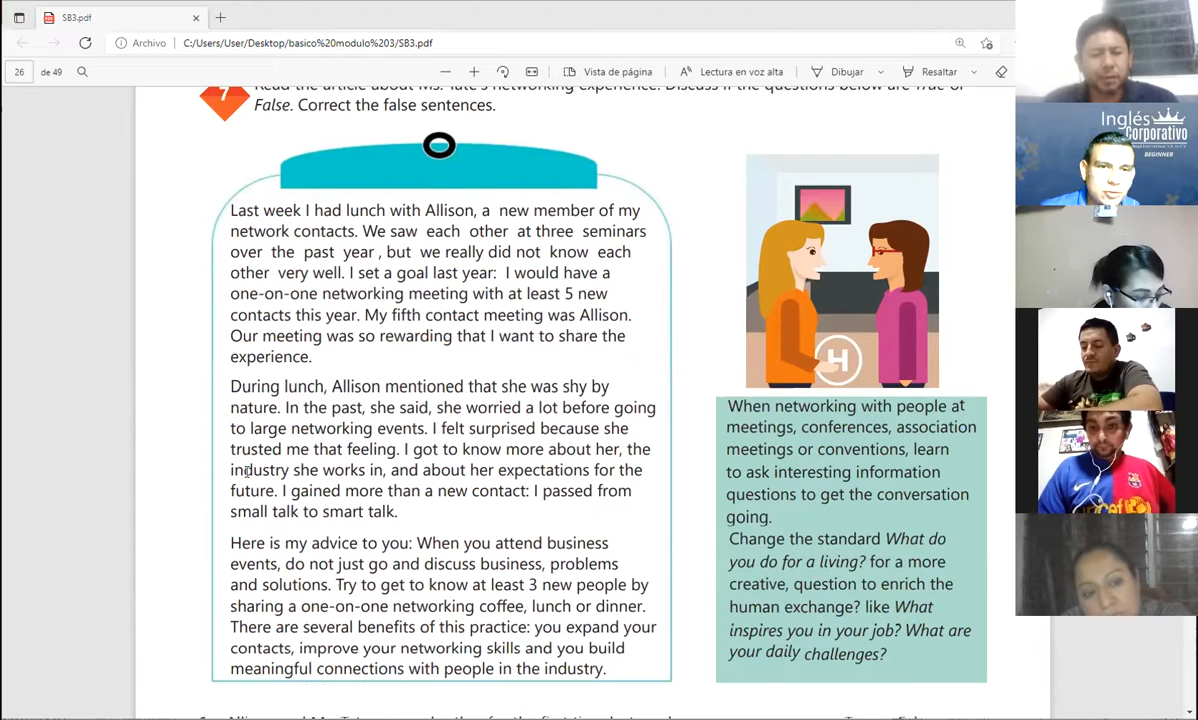 SB3.pdf
Archivo
C:/Users/User/Desktop/basico%20modulo%203/SB3.pdf
26
de 49
Vista de página
Lectura en voz alta
Dibujar
Resaltar
7
Read the article about Ms. Tate's networking experience. Discuss if the questions below are True or
False. Correct the false sentences.
Last week I had lunch with Allison, a new member of my
network contacts. We saw each other at three seminars
over the past year , but we really did not know each
other very well. I set a goal last year: I would have a
one-on-one networking meeting with at least 5 new
contacts this year. My fifth contact meeting was Allison.
Our meeting was so rewarding that I want to share the
experience.
During lunch, Allison mentioned that she was shy by
nature. In the past, she said, she worried a lot before going
to large networking events. I felt surprised because she
trusted me that feeling. I got to know more about her, the
industry she works in, and about her expectations for the
future. I gained more than a new contact: I passed from
small talk to smart talk.
Here is my advice to you: When you attend business
events, do not just go and discuss business, problems
and solutions. Try to get to know at least 3 new people by
sharing a one-on-one networking coffee, lunch or dinner.
There are several benefits of this practice: you expand your
contacts, improve your networking skills and you build
meaningful connections with people in the industry.
H
When networking with people at
meetings, conferences, association
meetings or conventions, learn
to ask interesting information
questions to get the conversation
going.
Change the standard What do
you do for a living? for a more
creative, question to enrich the
human exchange? like What
inspires you in your job? What are
your daily challenges?
Inglés
Corporativo
BEGINNER